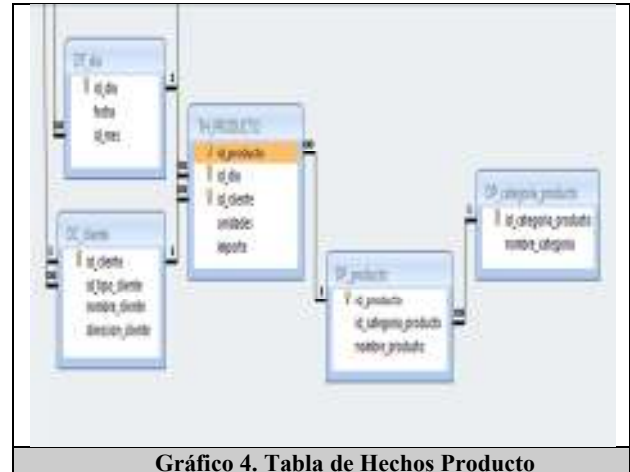 DT_dia
id_dia
fecha
id_mes
TH_PRODUCTO
id_producto
id_dia
id_cliente
unidades
importe
DC_cliente
id_cliente
id_tipo_cliente
nombre_cliente
direccion_cliente
DP_producto
id_producto
id_categoria_producto
nombre_producto
DP_categoria_producto
id_categoria_producto
nombre_categoria
Gráfico 4. Tabla de Hechos Producto